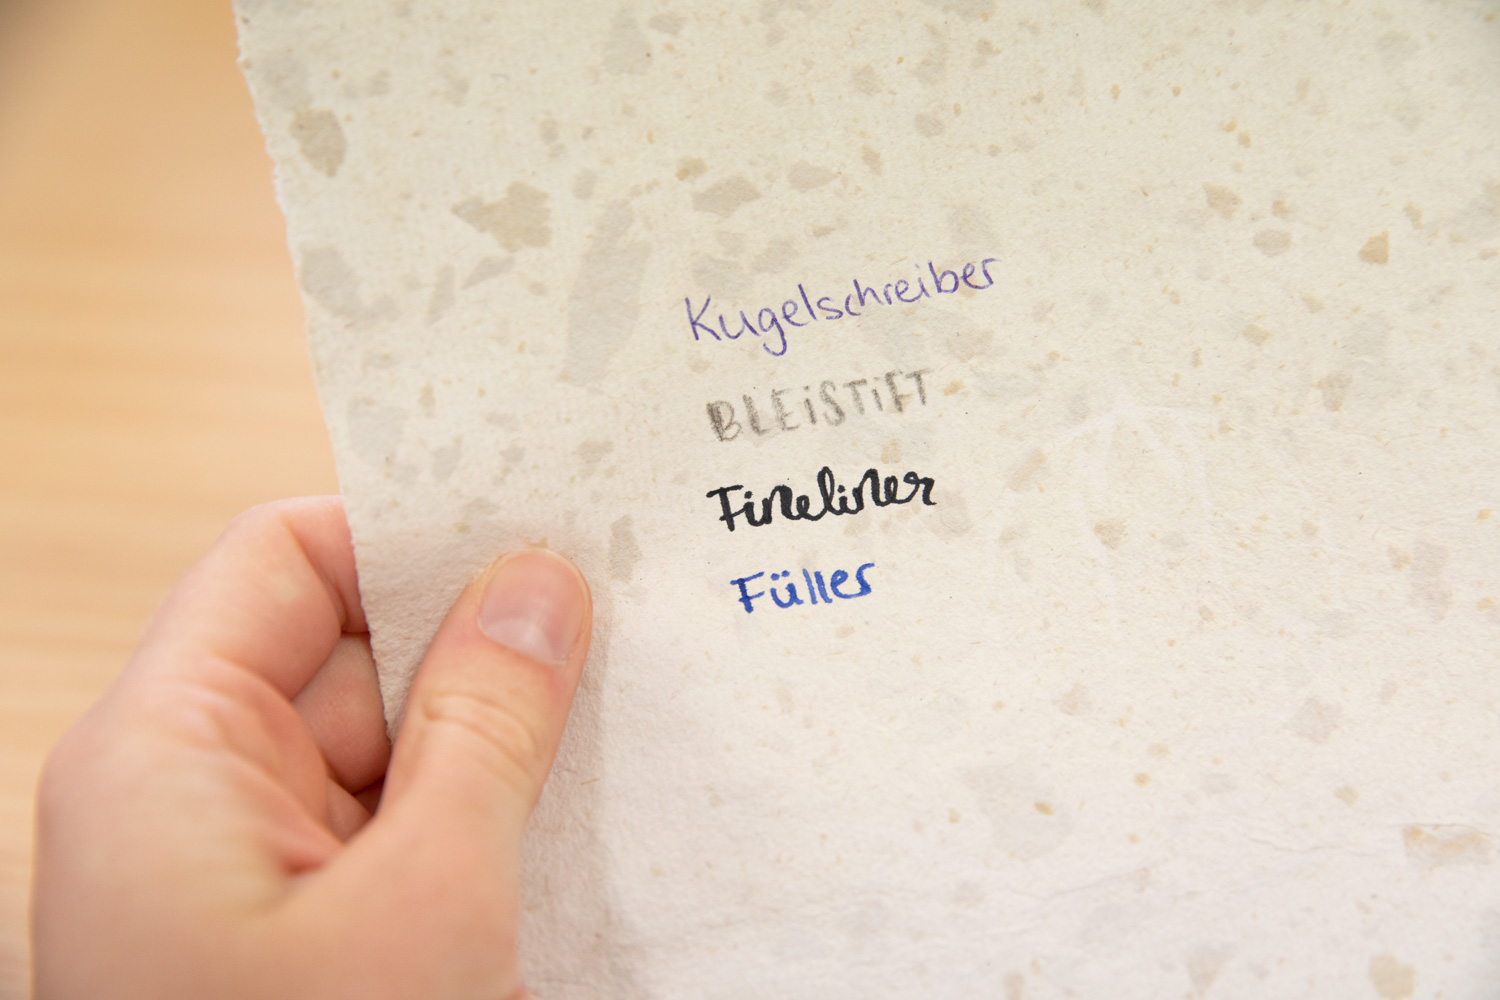 Kugelschreiber
BLEiSTiFT
Fineliner
Füller